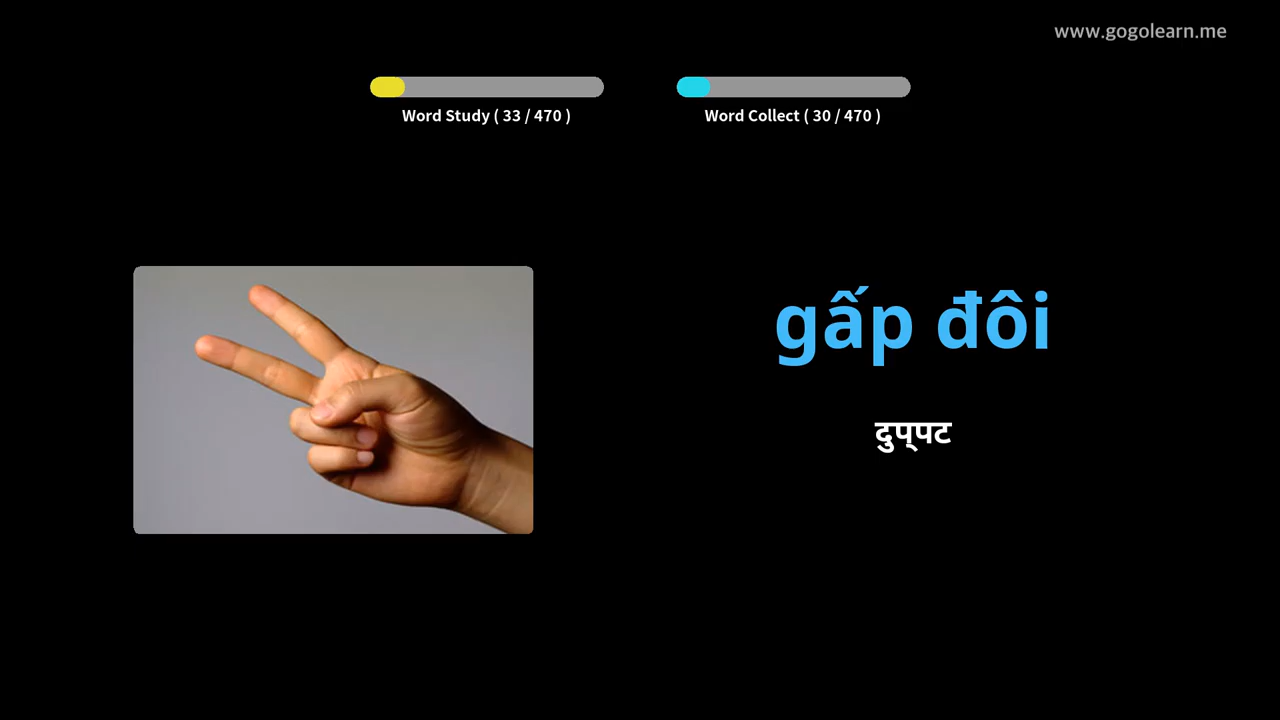 www.gogolearn.me
Word Study ( 33 / 470 )
Word Collect ( 30 / 470 )
gấp đôi
दुप्पट